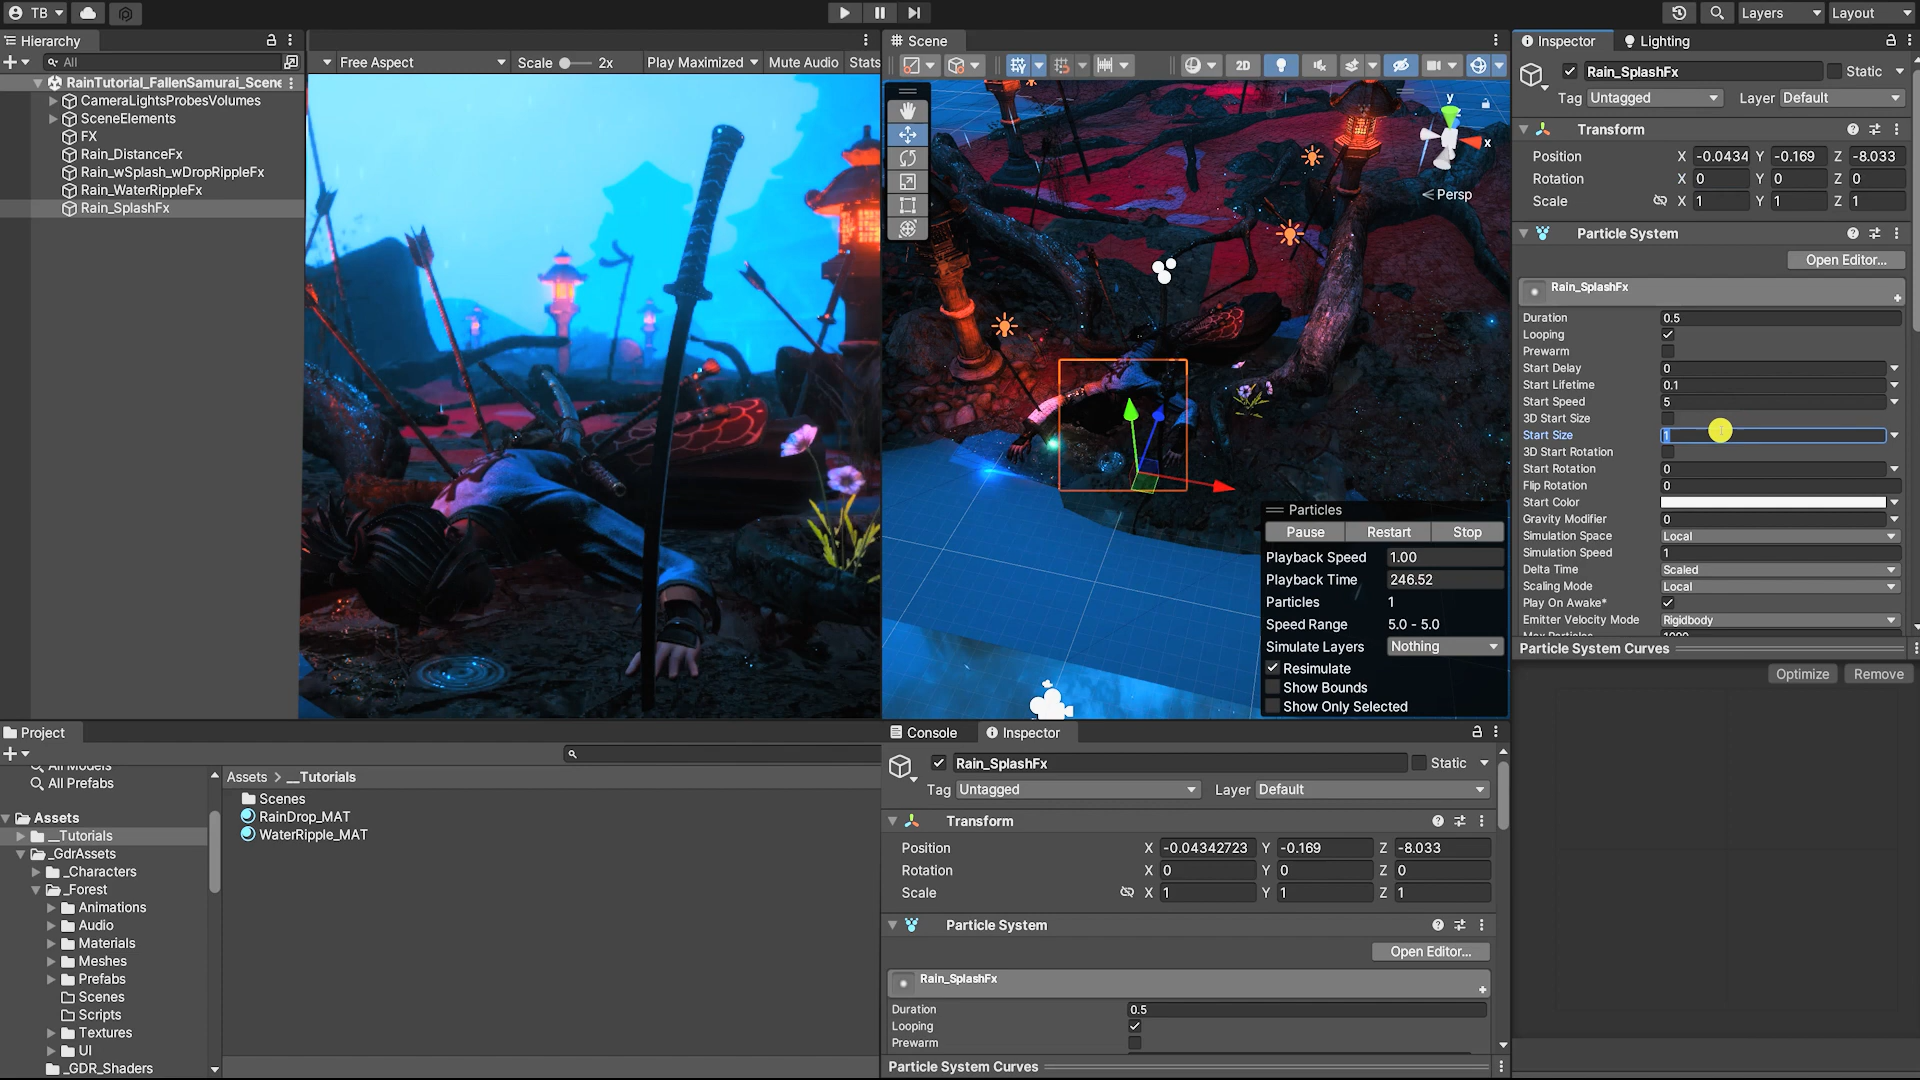 TB
Layers
Layout
Hierarchy
All
RainTutorial_FallenSamurai_Scene
CameraLightsProbesVolumes
SceneElements
FX
Rain_DistanceFx
Rain_wSplash_wDropRippleFx
Rain_WaterRippleFx
Rain_SplashFx
Free Aspect
Scale
2x
Play Maximized
Mute Audio
Stats
Scene
2D
y
x
< Persp
Particles
Pause
Restart
Stop
Playback Speed
1.00
Playback Time
246.52
Particles
1
Speed Range
5.0 - 5.0
Simulate Layers
Nothing
Resimulate
Show Bounds
Show Only Selected
Inspector
Lighting
Rain_SplashFx
Static
Tag
Untagged
Layer
Default
Transform
Position
X
-0.0434
Y
-0.169
Z
-8.033
Rotation
X
0
Y
0
Z
0
Scale
X
1
Y
1
Z
1
Particle System
Open Editor...
Rain_SplashFx
Duration
0.5
Looping
Prewarm
Start Delay
0
Start Lifetime
0.1
Start Speed
5
3D Start Size
Start Size
1
3D Start Rotation
Start Rotation
0
Flip Rotation
0
Start Color
Gravity Modifier
0
Simulation Space
Local
Simulation Speed
1
Delta Time
Scaled
Scaling Mode
Local
Play On Awake*
Emitter Velocity Mode
Rigidbody
Max Particles
1000
Particle System Curves
Optimize
Remove
Project
All Models
All Prefabs
Assets
__Tutorials
_GdrAssets
_Characters
_Forest
Animations
Audio
Materials
Meshes
Prefabs
Scenes
Scripts
Textures
UI
_GDR_Shaders
Assets > __Tutorials
Scenes
RainDrop_MAT
WaterRipple_MAT
Console
Inspector
Rain_SplashFx
Static
Tag
Untagged
Layer
Default
Transform
Position
X
-0.04342723
Y
-0.169
Z
-8.033
Rotation
X
0
Y
0
Z
0
Scale
X
1
Y
1
Z
1
Particle System
Open Editor...
Rain_SplashFx
Duration
0.5
Looping
Prewarm
Particle System Curves